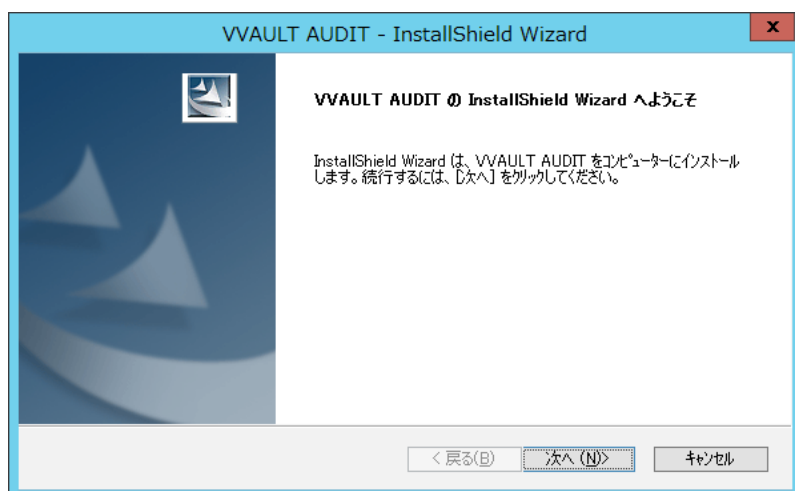 VVAULT AUDIT - InstallShield Wizard
x
VVAULT AUDIT の InstallShield Wizard へようこそ
InstallShield Wizard は、VVAULT AUDIT をコンピューターにインストール
します。続行するには、[次へ] をクリックしてください。
< 戻る(B)
次へ (N)>
キャンセル